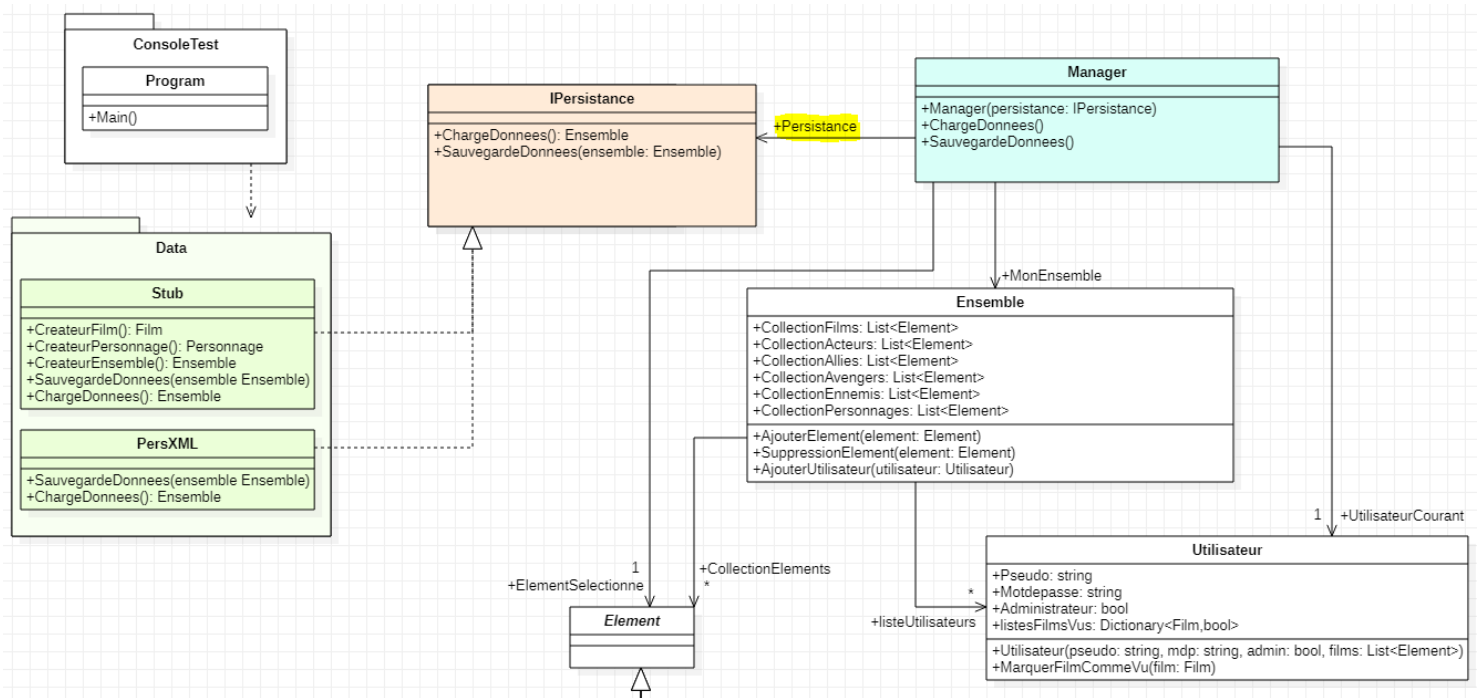 ConsoleTest
Program
+Main()
Data
Stub
+CreateurFilm(): Film
+CreateurPersonnage(): Personnage
+CreateurEnsemble(): Ensemble
+SauvegardeDonnees(ensemble Ensemble)
+ChargeDonnees(): Ensemble
PersXML
+SauvegardeDonnees(ensemble Ensemble)
+ChargeDonnees(): Ensemble
IPersistance
+ChargeDonnees(): Ensemble
+SauvegardeDonnees(ensemble: Ensemble)
+Persistance
Manager
+Manager(persistance: IPersistance)
+ChargeDonnees()
+SauvegardeDonnees()
+MonEnsemble
Ensemble
+CollectionFilms: List<Element>
+CollectionActeurs: List<Element>
+CollectionAllies: List<Element>
+CollectionAvengers: List<Element>
+CollectionEnnemis: List<Element>
+CollectionPersonnages: List<Element>
+AjouterElement(element: Element)
+SuppressionElement(element: Element)
+AjouterUtilisateur(utilisateur: Utilisateur)
1
+ElementSelectionne
+CollectionElements
*
Element
1
+UtilisateurCourant
*
+listeUtilisateurs
Utilisateur
+Pseudo: string
+Motdepasse: string
+Administrateur: bool
+listesFilmsVus: Dictionary<Film,bool>
+Utilisateur(pseudo: string, mdp: string, admin: bool, films: List<Element>)
+MarquerFilmCommeVu(film: Film)